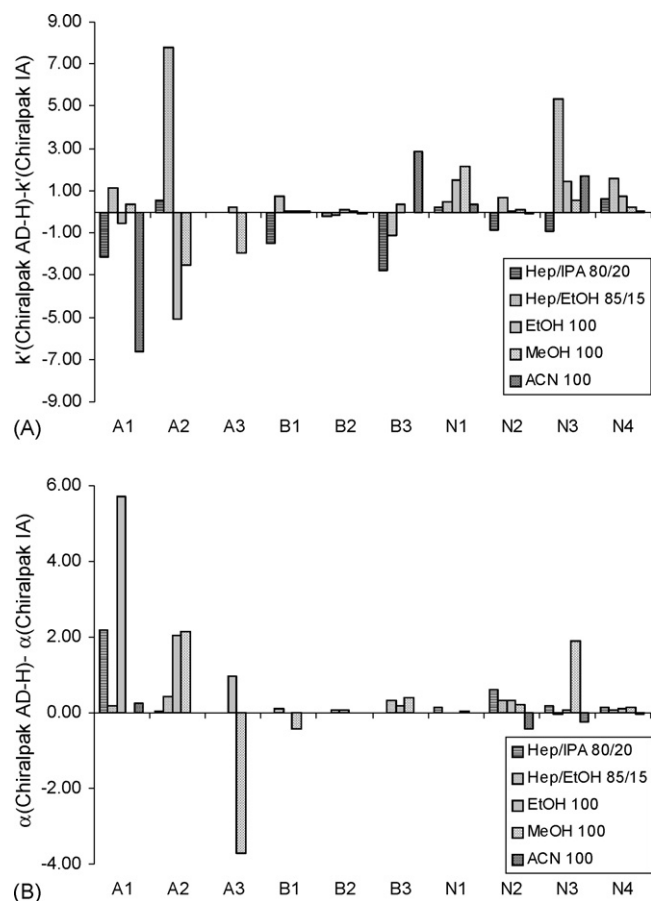 9.00
7.00
5.00
3.00
1.00
-1.00
-3.00
-5.00
-7.00
-9.00
k'(Chiralpak AD-H)-k'(Chiralpak IA)
Hep/IPA 80/20
Hep/EtOH 85/15
EtOH 100
MeOH 100
ACN 100
A1 A2 A3 B1 B2 B3 N1 N2 N3 N4
(A)
6.00
4.00
2.00
0.00
-2.00
-4.00
α(Chiralpak AD-H)- α(Chiralpak IA)
Hep/IPA 80/20
Hep/EtOH 85/15
EtOH 100
MeOH 100
ACN 100
A1 A2 A3 B1 B2 B3 N1 N2 N3 N4
(B)